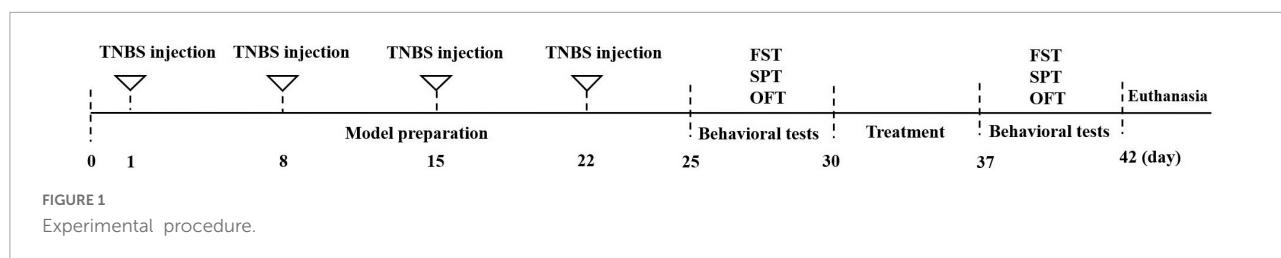 TNBS injection TNBS injection TNBS injection TNBS injection FST FST
SPT SPT
OFT OFT Euthanasia
Model preparation Behavioral tests Treatment Behavioral tests
0 1 8 15 22 25 30 37 42 (day)
FIGURE 1
Experimental procedure.